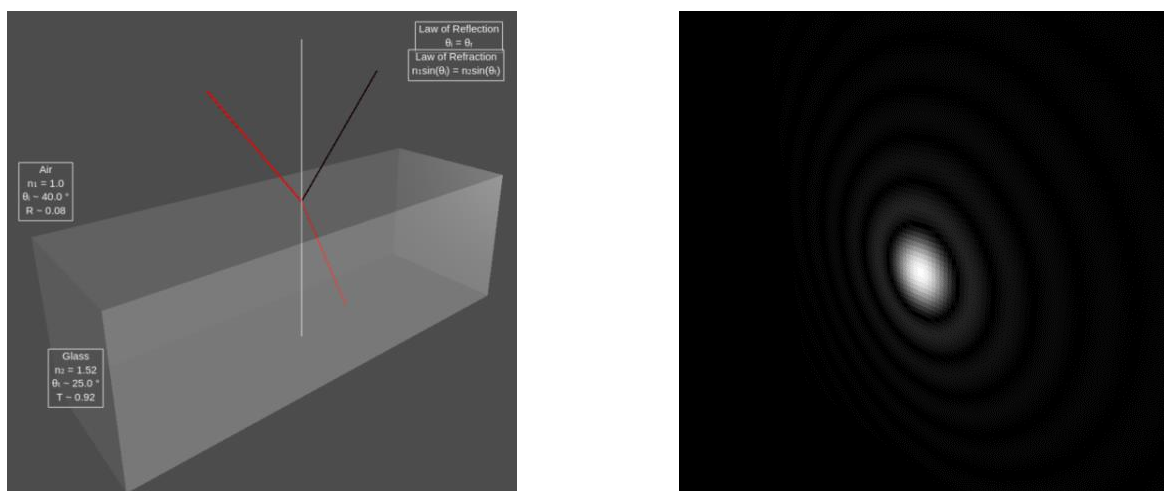 Law of Reflection
θᵢ = θᵣ
Law of Refraction
n₁sin(θᵢ) = n₂sin(θₜ)
Air
n₁ = 1.0
θᵢ ~ 40.0 °
R ~ 0.08
Glass
n₂ = 1.52
θₜ ~ 25.0 °
T ~ 0.92